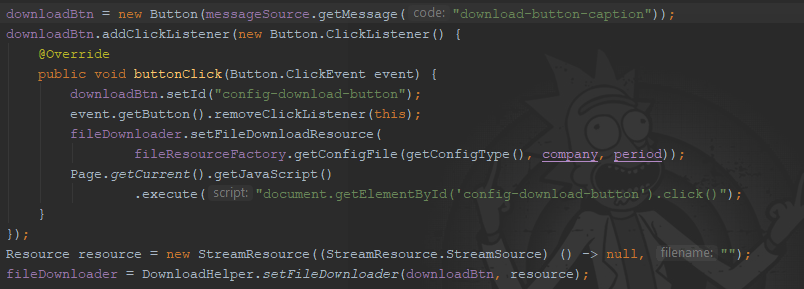 downloadBtn = new Button(messageSource.getMessage( code: "download-button-caption"));
downloadBtn.addClickListener(new Button.ClickListener() {
    @Override
    public void buttonClick(Button.ClickEvent event) {
        downloadBtn.setId("config-download-button");
        event.getButton().removeClickListener(this);
        fileDownloader.setFileDownloadResource(
                fileResourceFactory.getConfigFile(getConfigType(), company, period));
        Page.getCurrent().getJavaScript()
                .execute( script: "document.getElementById('config-download-button').click()");
    }
});
Resource resource = new StreamResource((StreamResource.StreamSource) () -> null, filename: "");
fileDownloader = DownloadHelper.setFileDownloader(downloadBtn, resource);